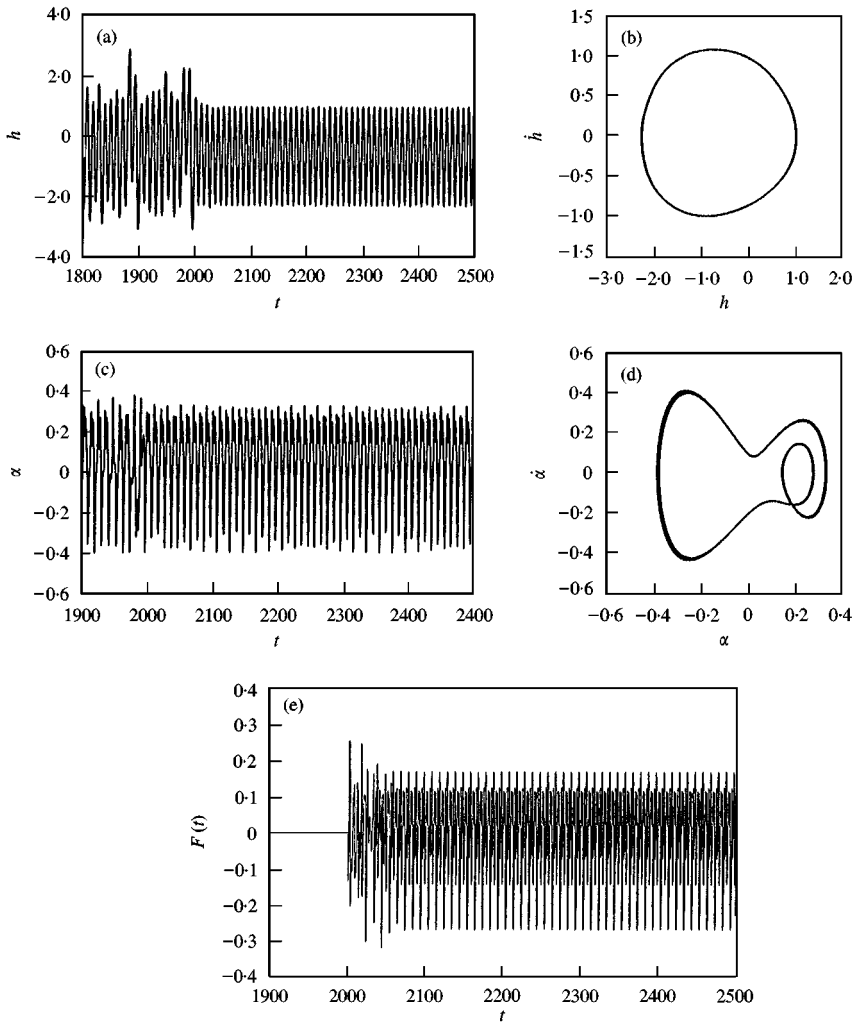 (a)
4·0
2·0
0
−2·0
−4·0
h
1800 1900 2000 2100 2200 2300 2400 2500
t
(b)
1·5
1·0
0·5
0
−0·5
−1·0
−1·5
ḣ
−3·0 −2·0 −1·0 0 1·0 2·0
h
(c)
0·6
0·4
0·2
0
−0·2
−0·4
−0·6
α
1900 2000 2100 2200 2300 2400 2400
t
(d)
0·6
0·4
0·2
0
−0·2
−0·4
−0·6
α̇
−0·6 −0·4 −0·2 0 0·2 0·4
α
(e)
0·4
0·3
0·2
0·1
0
−0·1
−0·2
−0·3
−0·4
F(t)
1900 2000 2100 2200 2300 2400 2500
t